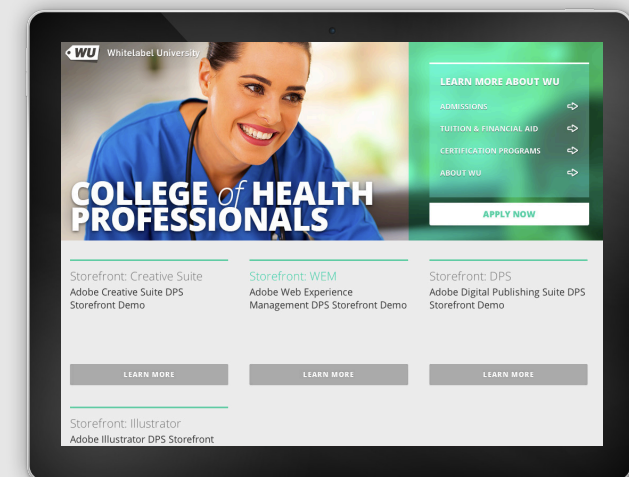 WU Whitelabel University
COLLEGE of HEALTH
PROFESSIONALS
LEARN MORE ABOUT WU
ADMISSIONS
TUITION & FINANCIAL AID
CERTIFICATION PROGRAMS
ABOUT WU
APPLY NOW
Storefront: Creative Suite
Adobe Creative Suite DPS
Storefront Demo
LEARN MORE
Storefront: WEM
Adobe Web Experience
Management DPS Storefront Demo
LEARN MORE
Storefront: DPS
Adobe Digital Publishing Suite DPS
Storefront Demo
LEARN MORE
Storefront: Illustrator
Adobe Illustrator DPS Storefront